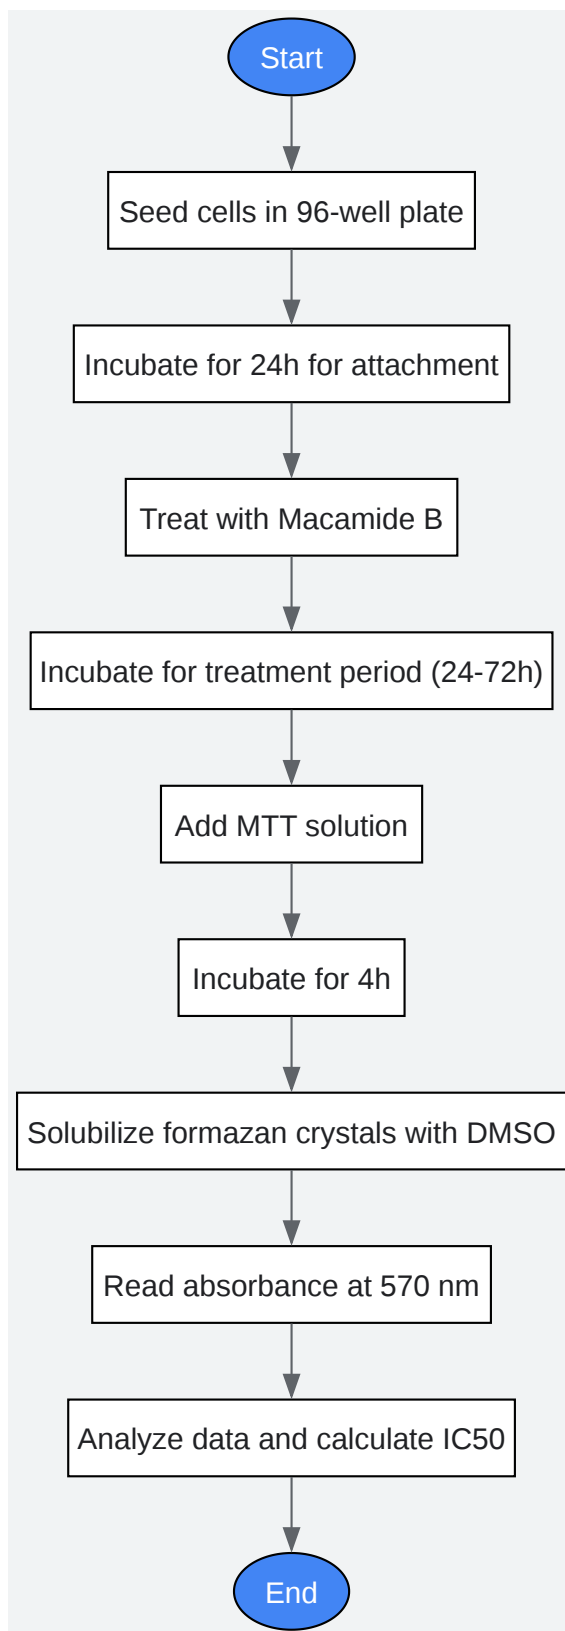 Start
Seed cells in 96-well plate
Incubate for 24h for attachment
Treat with Macamide B
Incubate for treatment period (24-72h)
Add MTT solution
Incubate for 4h
Solubilize formazan crystals with DMSO
Read absorbance at 570 nm
Analyze data and calculate IC50
End